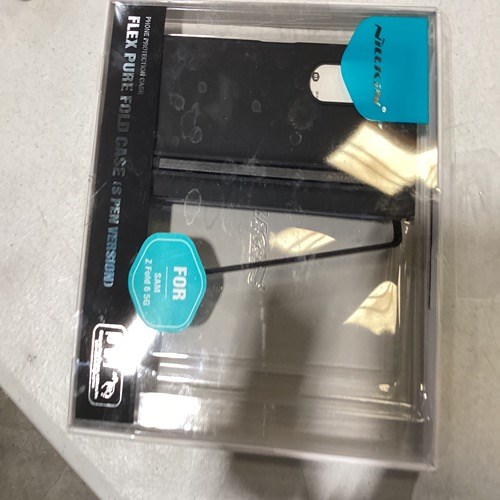 NILLKIN®
PHONE PROTECTION CASE
FLEX PURE FOLD CASE (S PEN VERSION)
FOR
SAM
Z Fold 6 5G